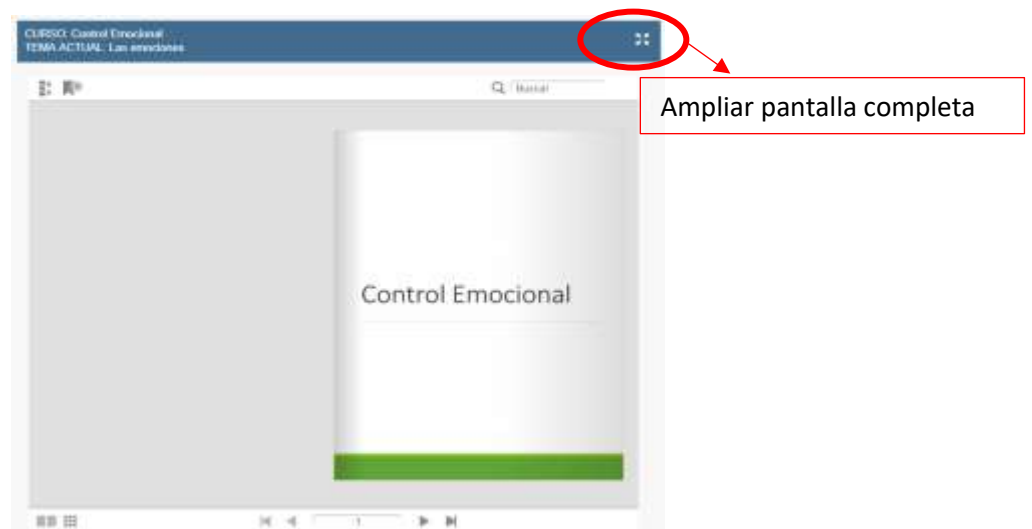 CURSO: Control Emocional
TEMA ACTUAL: Las emociones
Buscar
Ampliar pantalla completa
Control Emocional
1